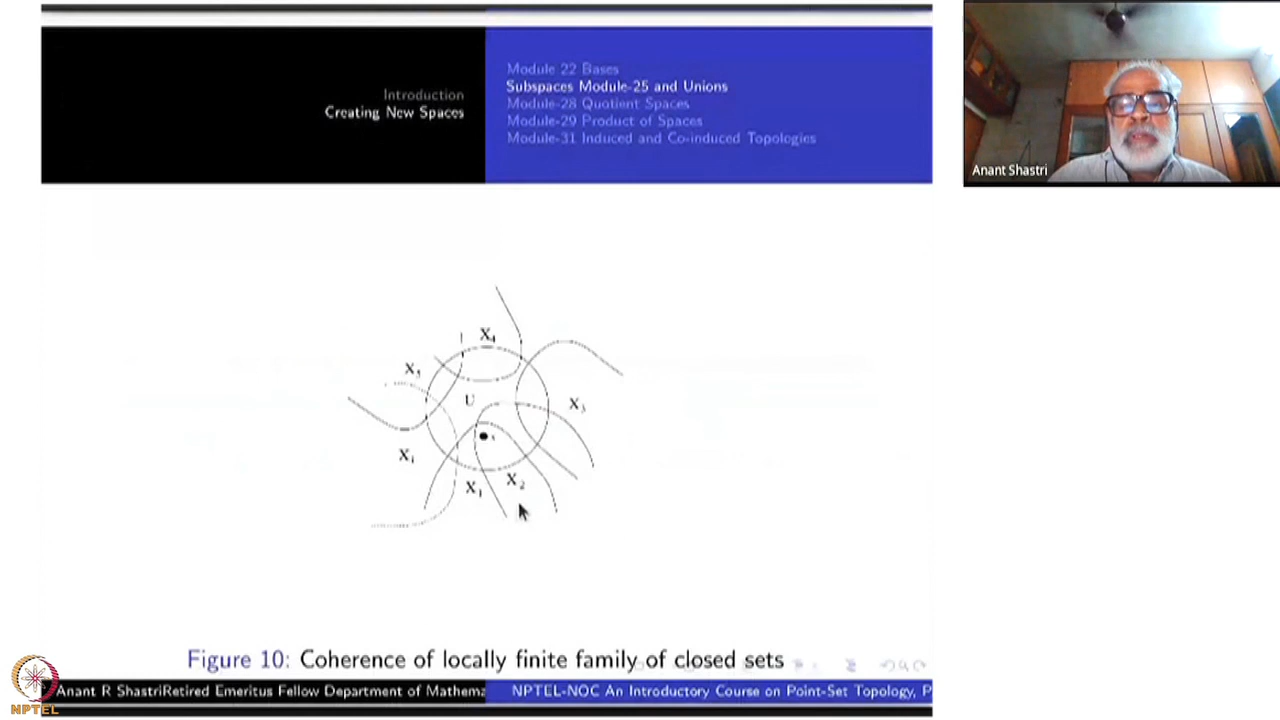 Introduction
Creating New Spaces
Module 22 Bases
Subspaces Module-25 and Unions
Module-28 Quotient Spaces
Module-29 Product of Spaces
Module-31 Induced and Co-induced Topologies
Anant Shastri
X4
X5
U
X3
X1
X2
Figure 10: Coherence of locally finite family of closed sets
Anant R ShastriRetired Emeritus Fellow Department of Mathema
NPTEL-NOC An Introductory Course on Point-Set Topology, P
NPTEL